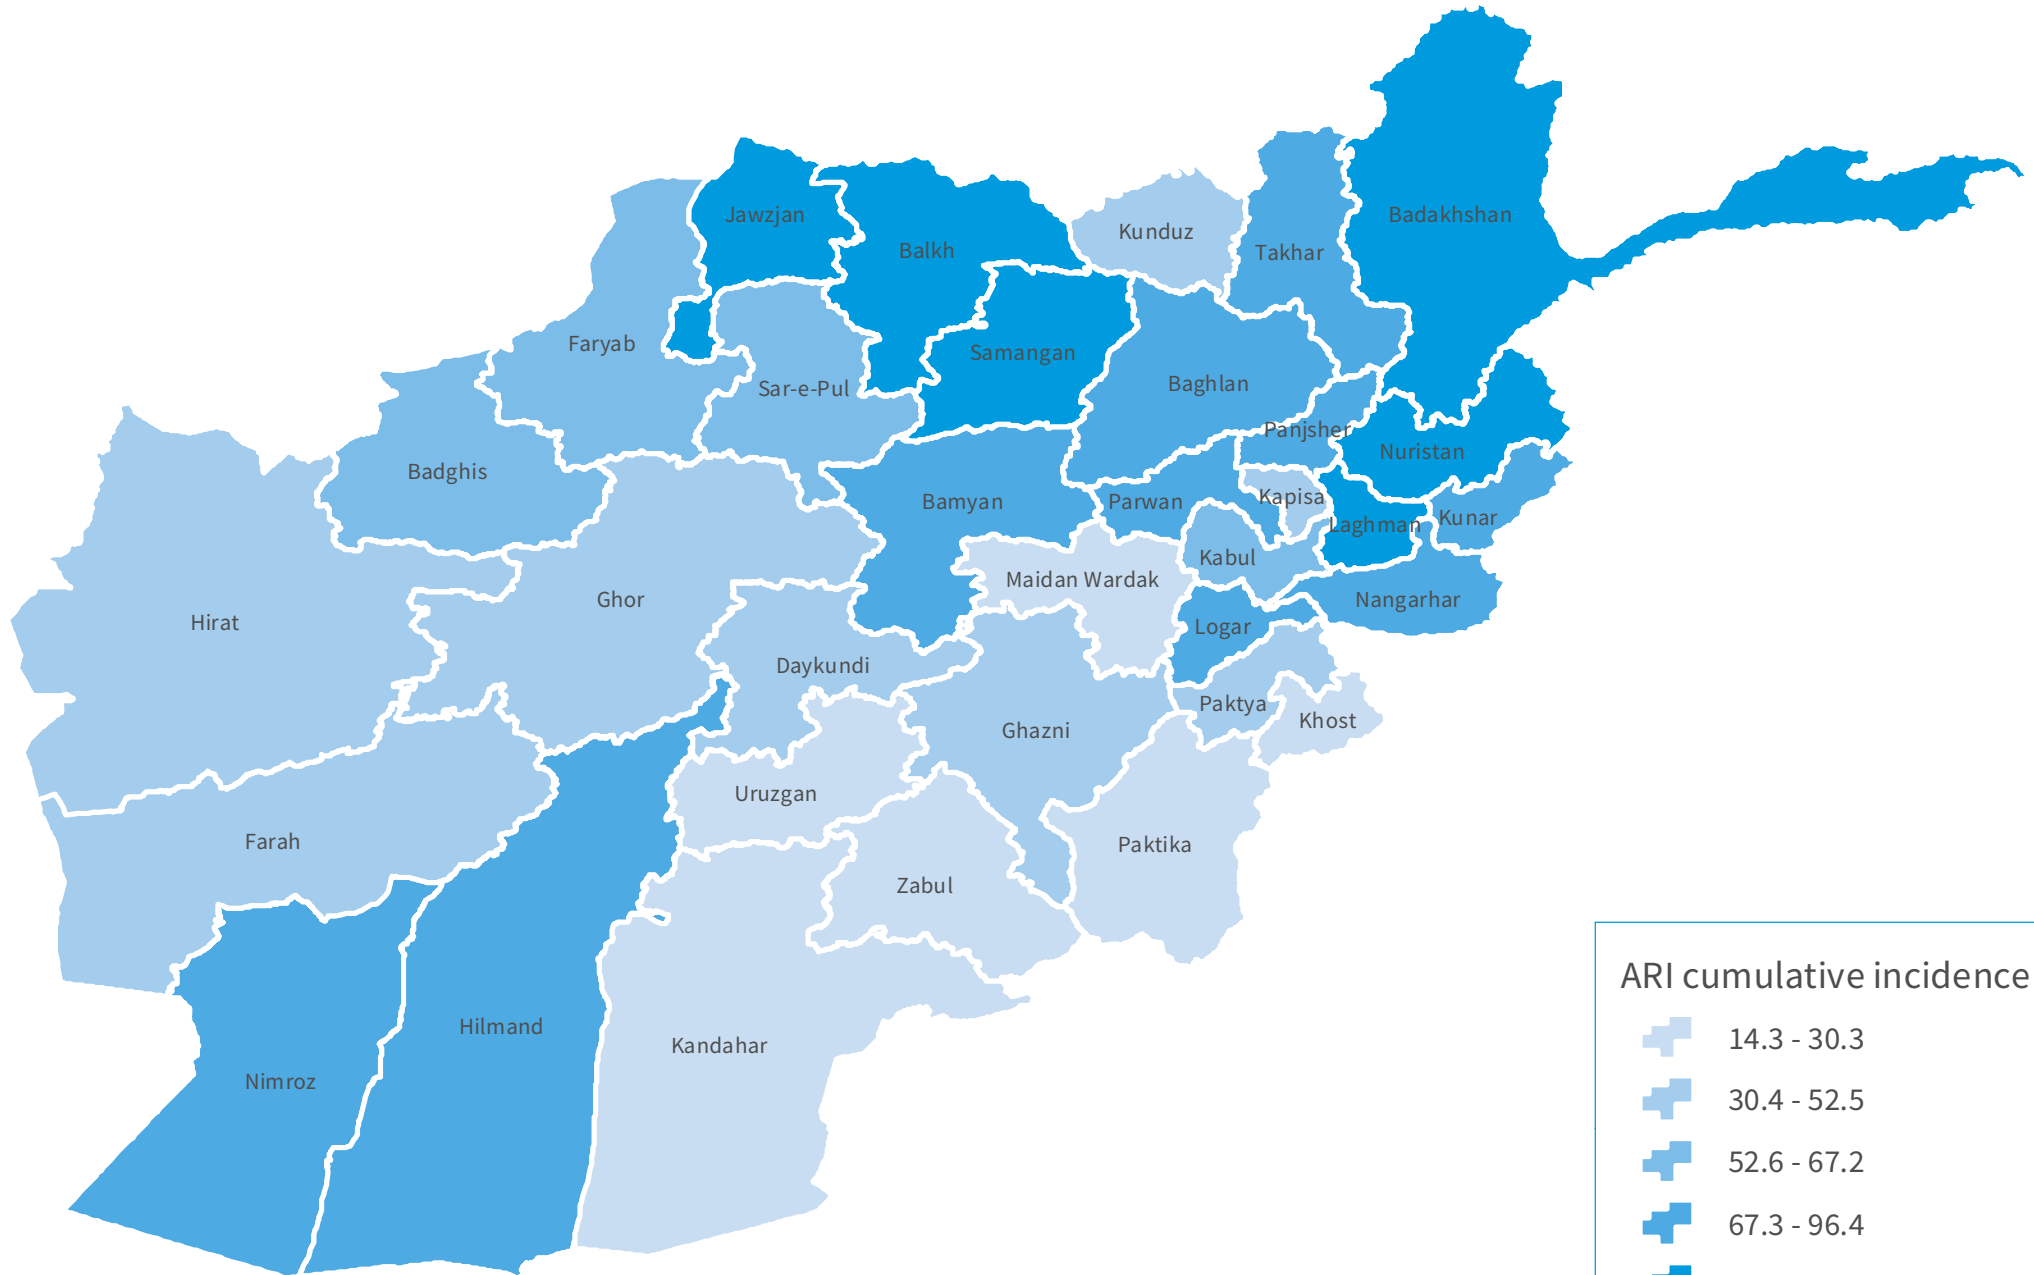 Jawzjan
Badakhshan
Kunduz
Balkh
Takhar
Faryab
Samangan
Baghlan
Sar-e-Pul
Panjsher
Nuristan
Badghis
Kapisa
Bamyan
Parwan
Kunar
Laghman
Kabul
Maidan Wardak
Ghor
Nangarhar
Hirat
Logar
Daykundi
Paktya
Khost
Ghazni
Uruzgan
Farah
Paktika
Zabul
Hilmand
Kandahar
Nimroz
ARI cumulative incidence
14.3 - 30.3
30.4 - 52.5
52.6 - 67.2
67.3 - 96.4